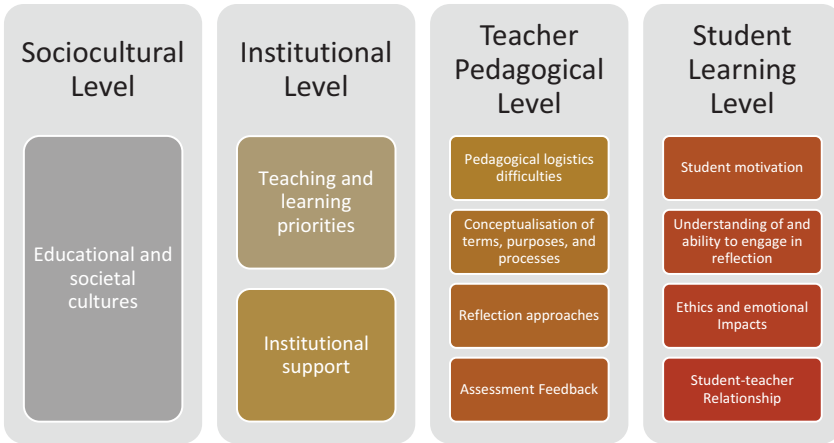 Sociocultural
Level
Educational and
societal
cultures
Institutional
Level
Teaching and
learning
priorities
Institutional
support
Teacher
Pedagogical
Level
Pedagogical logistics
difficulties
Conceptualisation of
terms, purposes, and
processes
Reflection approaches
Assessment Feedback
Student
Learning
Level
Student motivation
Understanding of and
ability to engage in
reflection
Ethics and emotional
Impacts
Student-teacher
Relationship